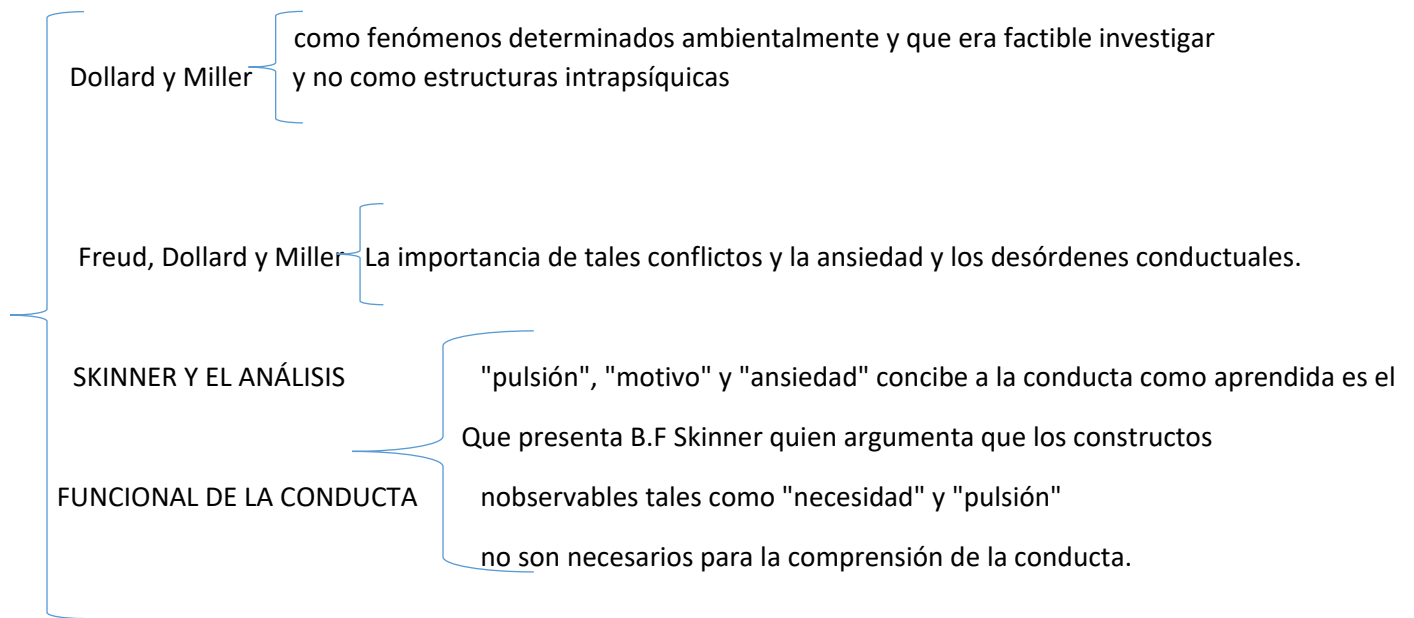 como fenómenos determinados ambientalmente y que era factible investigar
Dollard y Miller
y no como estructuras intrapsíquicas
Freud, Dollard y Miller
La importancia de tales conflictos y la ansiedad y los desórdenes conductuales.
SKINNER Y EL ANÁLISIS
"pulsión", "motivo" y "ansiedad" concibe a la conducta como aprendida es el
Que presenta B.F Skinner quien argumenta que los constructos
FUNCIONAL DE LA CONDUCTA
nobservables tales como "necesidad" y "pulsión"
no son necesarios para la comprensión de la conducta.